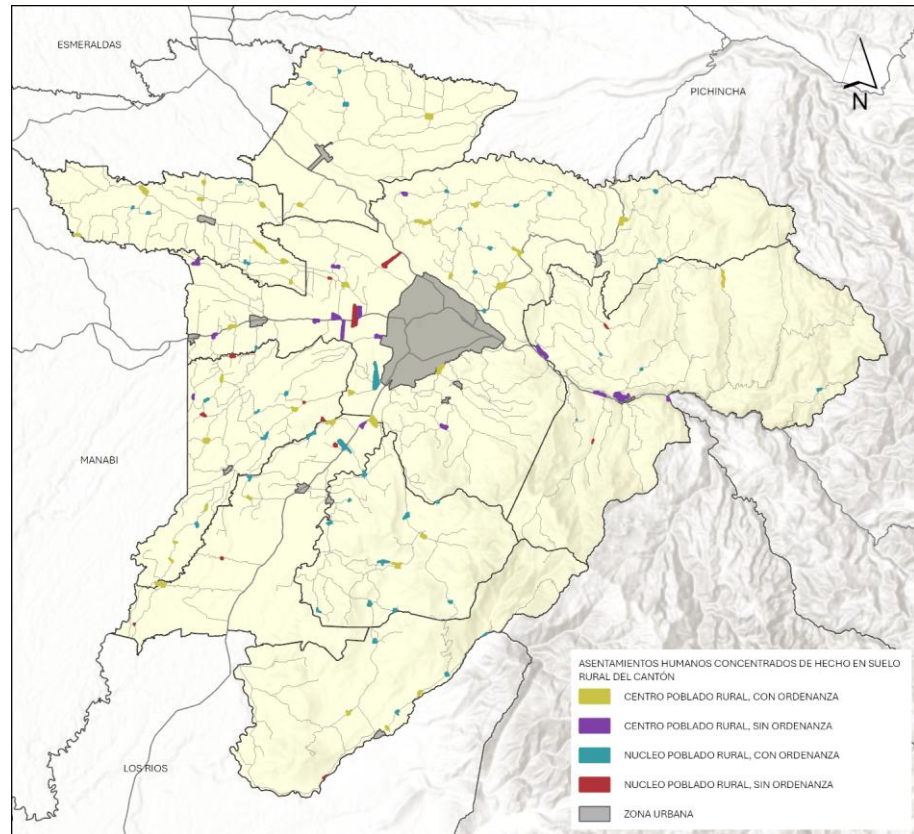 ESMERALDAS
PICHINCHA
N
MANABI
LOS RIOS
ASENTAMIENTOS HUMANOS CONCENTRADOS DE HECHO EN SUELO
RURAL DEL CANTÓN
CENTRO POBLADO RURAL, CON ORDENANZA
CENTRO POBLADO RURAL, SIN ORDENANZA
NUCLEO POBLADO RURAL, CON ORDENANZA
NUCLEO POBLADO RURAL, SIN ORDENANZA
ZONA URBANA